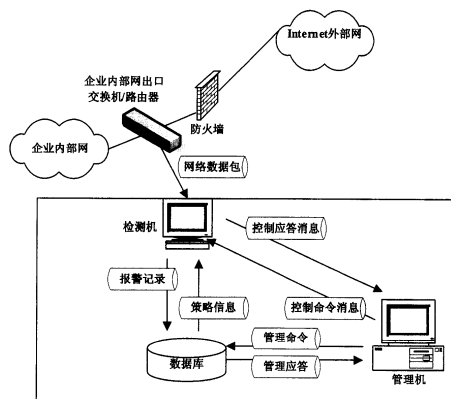 Internet外部网
企业内部网出口
交换机/路由器
防火墙
企业内部网
网络数据包
检测机
控制应答消息
报警记录
策略信息
控制命令消息
管理命令
数据库
管理应答
管理机